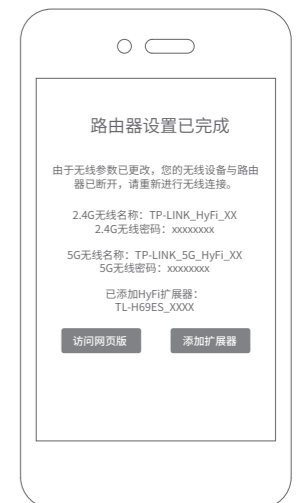 路由器设置已完成
由于无线参数已更改，您的无线设备与路由
器已断开，请重新进行无线连接。
2.4G无线名称：TP-LINK_HyFi_XX
2.4G无线密码：xxxxxxxx
5G无线名称：TP-LINK_5G_HyFi_XX
5G无线密码：xxxxxxxx
已添加HyFi扩展器：
TL-H69ES_XXXX
访问网页版 添加扩展器